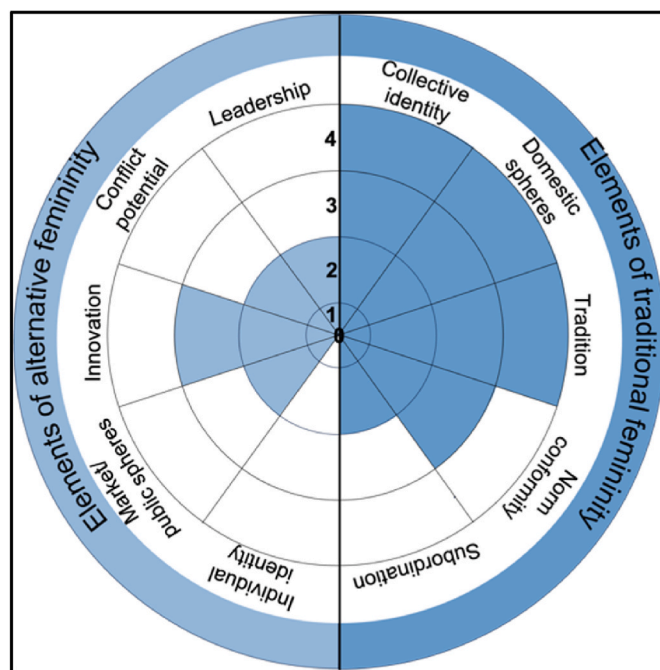 Elements of alternative femininity
Elements of traditional femininity
Leadership
Collective
identity
Domestic
spheres
Tradition
Norm
conformity
Subordination
Individual
identity
Market/
public spheres
Innovation
Conflict
potential
4
3
2
1
0